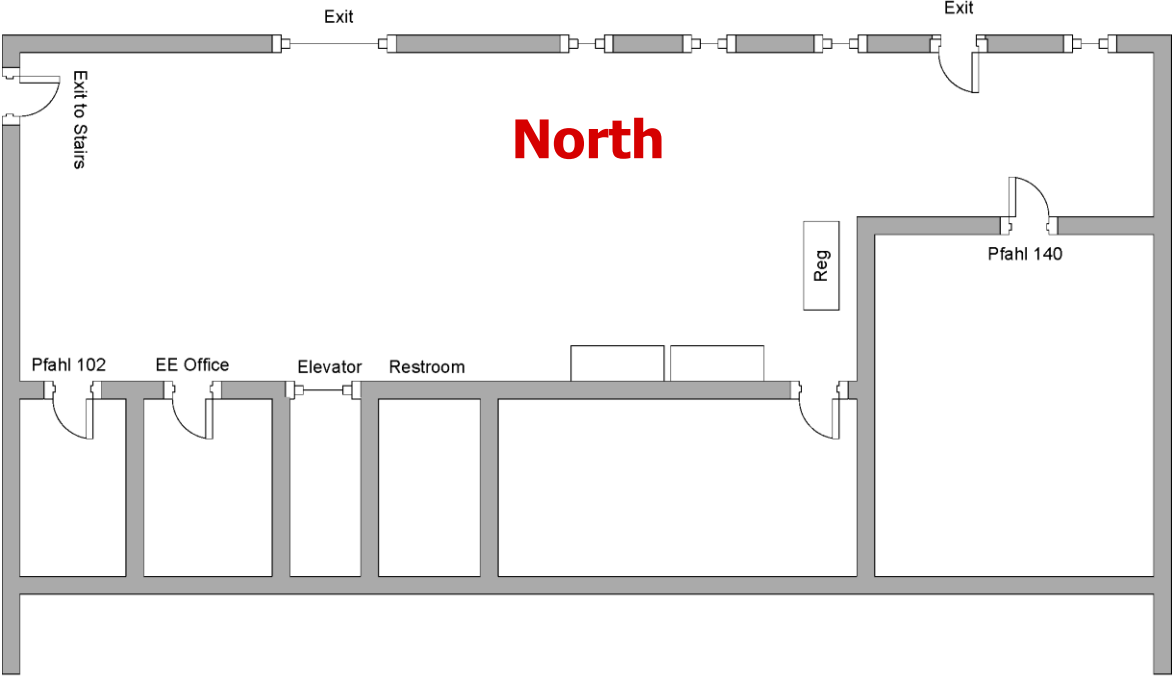 Exit
Exit
Exit to Stairs
North
Reg
Pfahl 140
Pfahl 102
EE Office
Elevator
Restroom